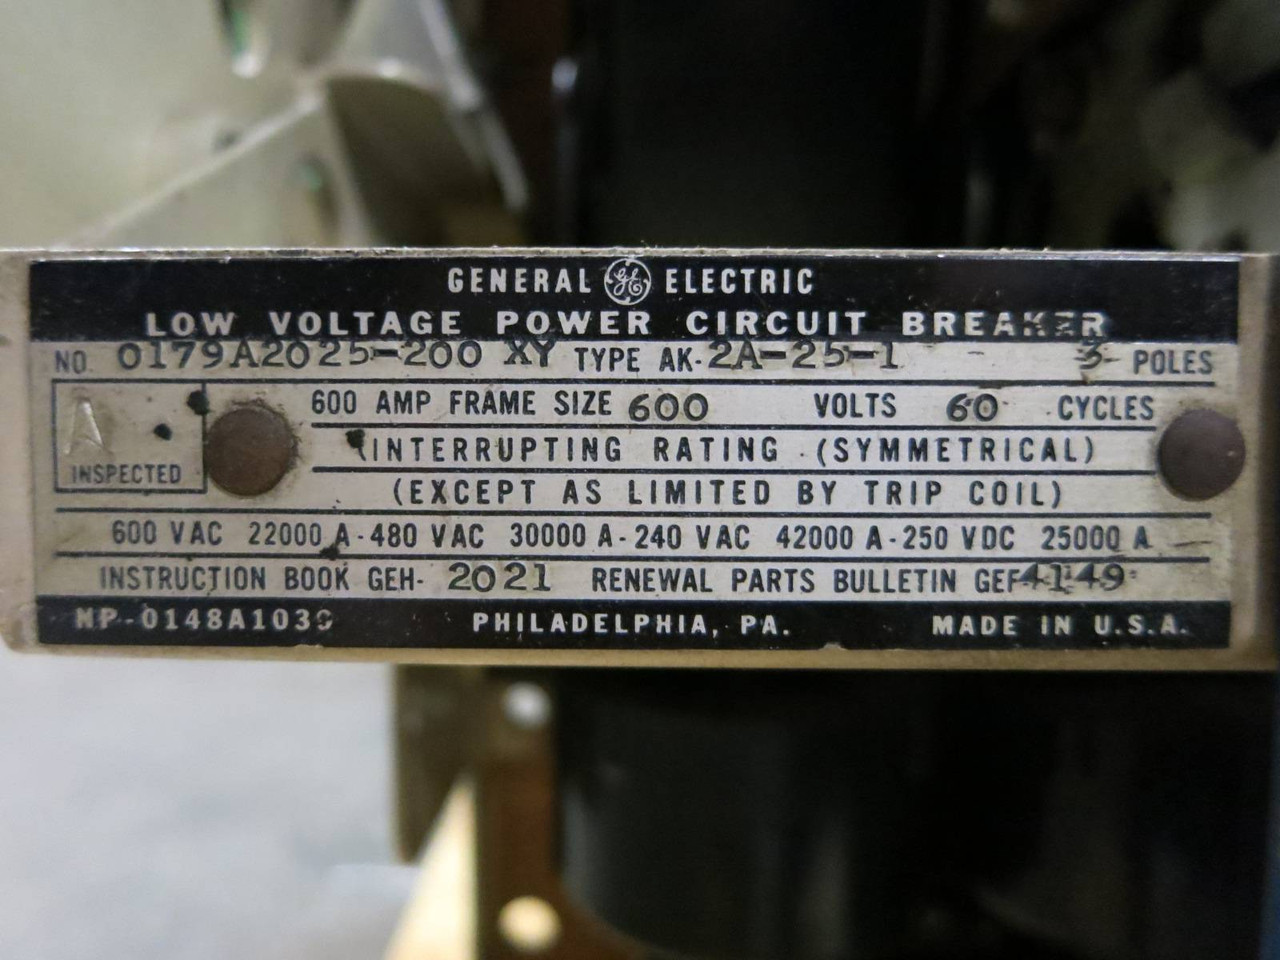 GENERAL GE ELECTRIC
LOW VOLTAGE POWER CIRCUIT BREAKER
NO. 0179A2025-200 XY TYPE AK-2A-25-1 3 POLES
600 AMP FRAME SIZE 600 VOLTS 60 CYCLES
INTERRUPTING RATING (SYMMETRICAL)
A
INSPECTED
(EXCEPT AS LIMITED BY TRIP COIL)
600 VAC 22000 A-480 VAC 30000 A-240 VAC 42000 A-250 VDC 25000 A
INSTRUCTION BOOK GEH- 2021 RENEWAL PARTS BULLETIN GEF4149
PHILADELPHIA, PA. MADE IN U.S.A.